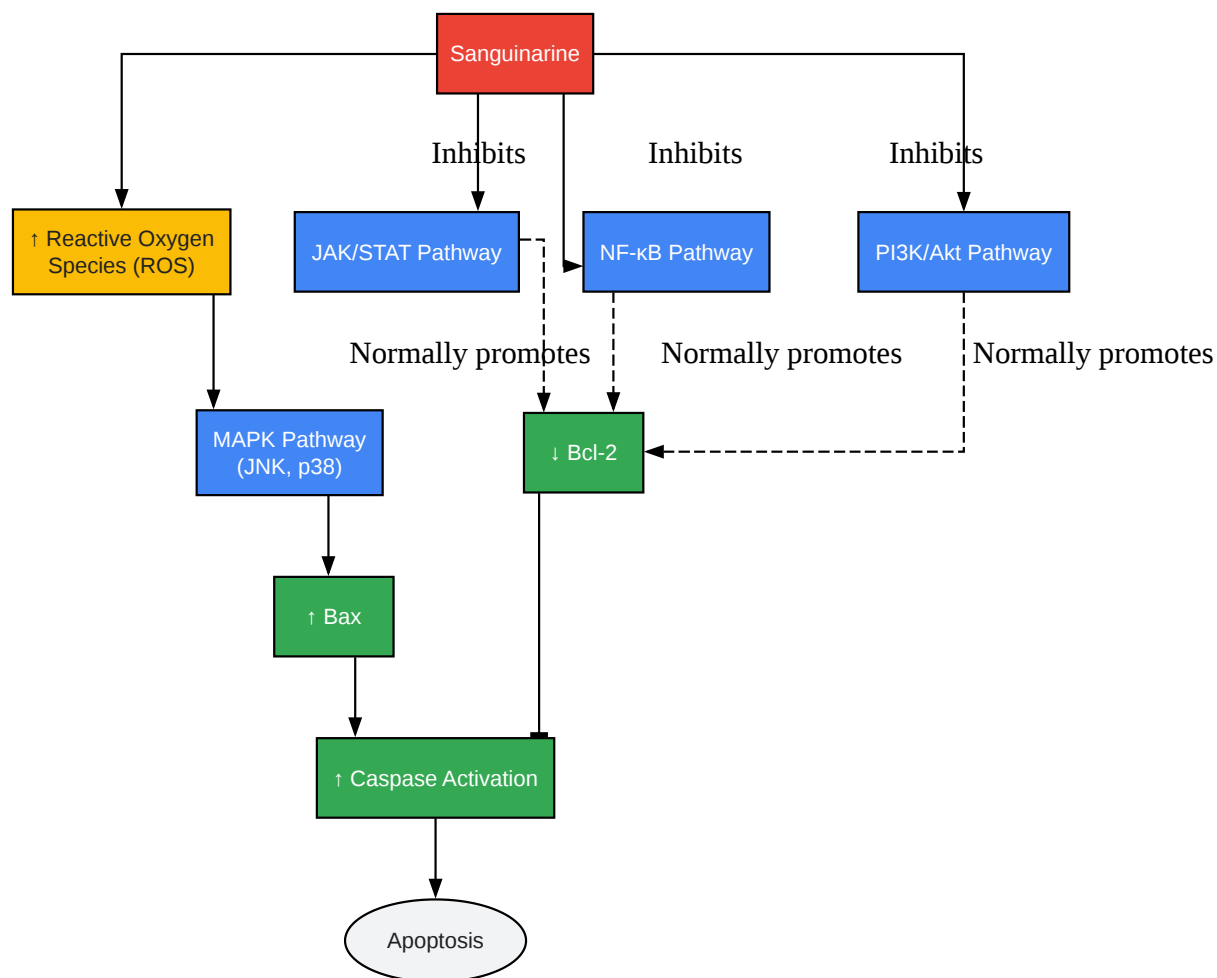 Sanguinarine
Inhibits
Inhibits
Inhibits
↑ Reactive Oxygen
Species (ROS)
JAK/STAT Pathway
NF-κB Pathway
PI3K/Akt Pathway
Normally promotes
Normally promotes
Normally promotes
MAPK Pathway
(JNK, p38)
↓ Bcl-2
↑ Bax
↑ Caspase Activation
Apoptosis